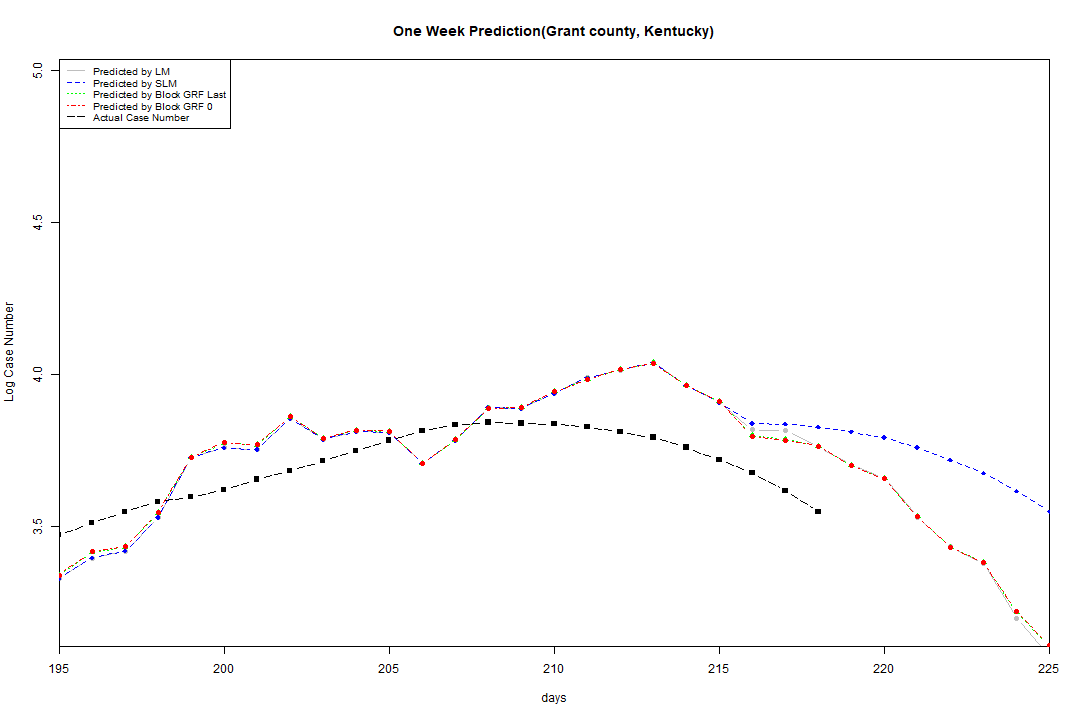 One Week Prediction(Grant county, Kentucky)
Predicted by LM
Predicted by SLM
Predicted by Block GRF Last
Predicted by Block GRF 0
Actual Case Number
5.0
4.5
4.0
3.5
Log Case Number
195 200 205 210 215 220 225
days